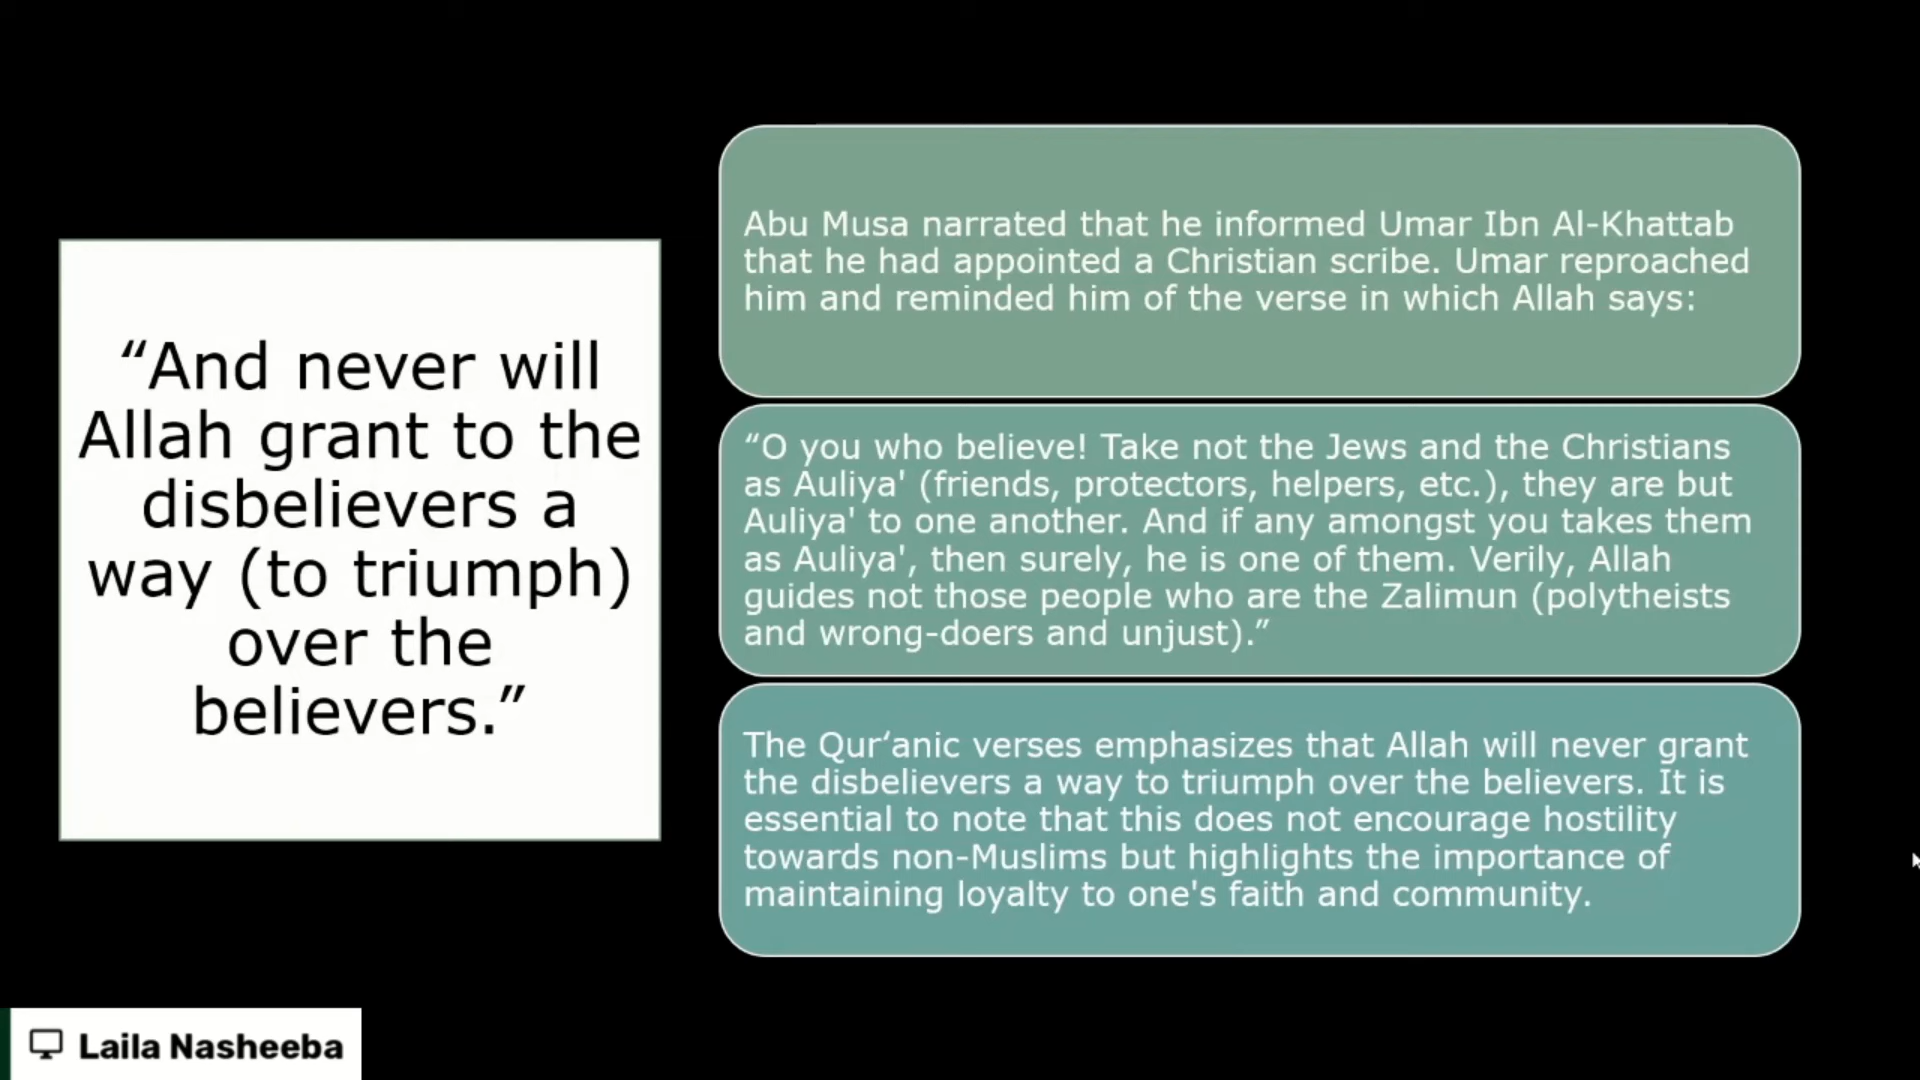 “And never will
Allah grant to the
disbelievers a
way (to triumph)
over the
believers.”
Abu Musa narrated that he informed Umar Ibn Al-Khattab
that he had appointed a Christian scribe. Umar reproached
him and reminded him of the verse in which Allah says:
“O you who believe! Take not the Jews and the Christians
as Auliya' (friends, protectors, helpers, etc.), they are but
Auliya' to one another. And if any amongst you takes them
as Auliya', then surely, he is one of them. Verily, Allah
guides not those people who are the Zalimun (polytheists
and wrong-doers and unjust).”
The Qur‘anic verses emphasizes that Allah will never grant
the disbelievers a way to triumph over the believers. It is
essential to note that this does not encourage hostility
towards non-Muslims but highlights the importance of
maintaining loyalty to one's faith and community.
Laila Nasheeba